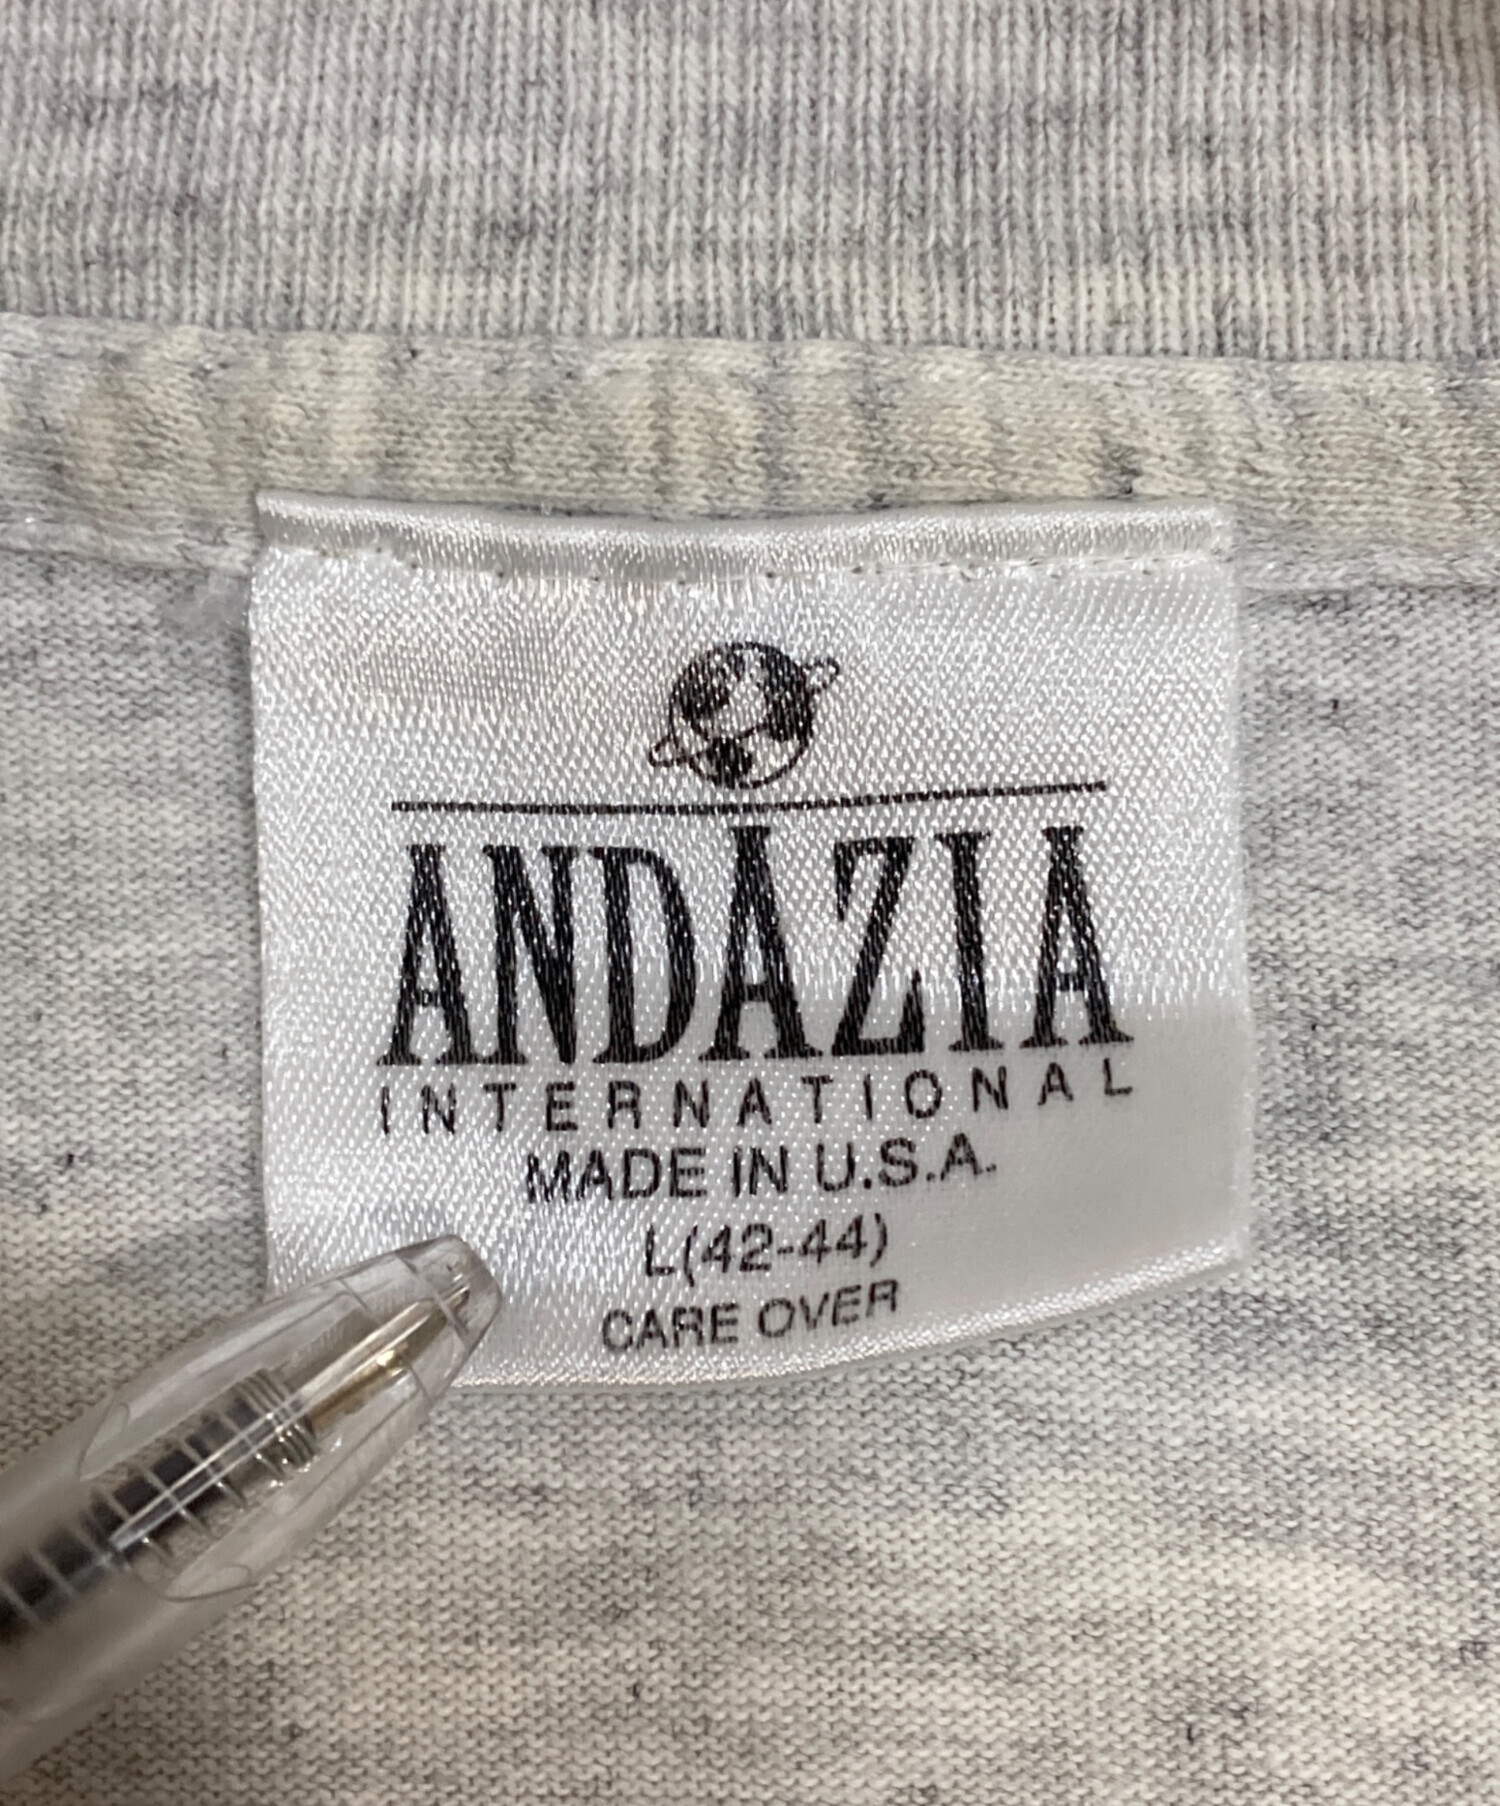 ANDAZIA
INTERNATIONAL
MADE IN U.S.A.
L(42-44)
CARE OVER